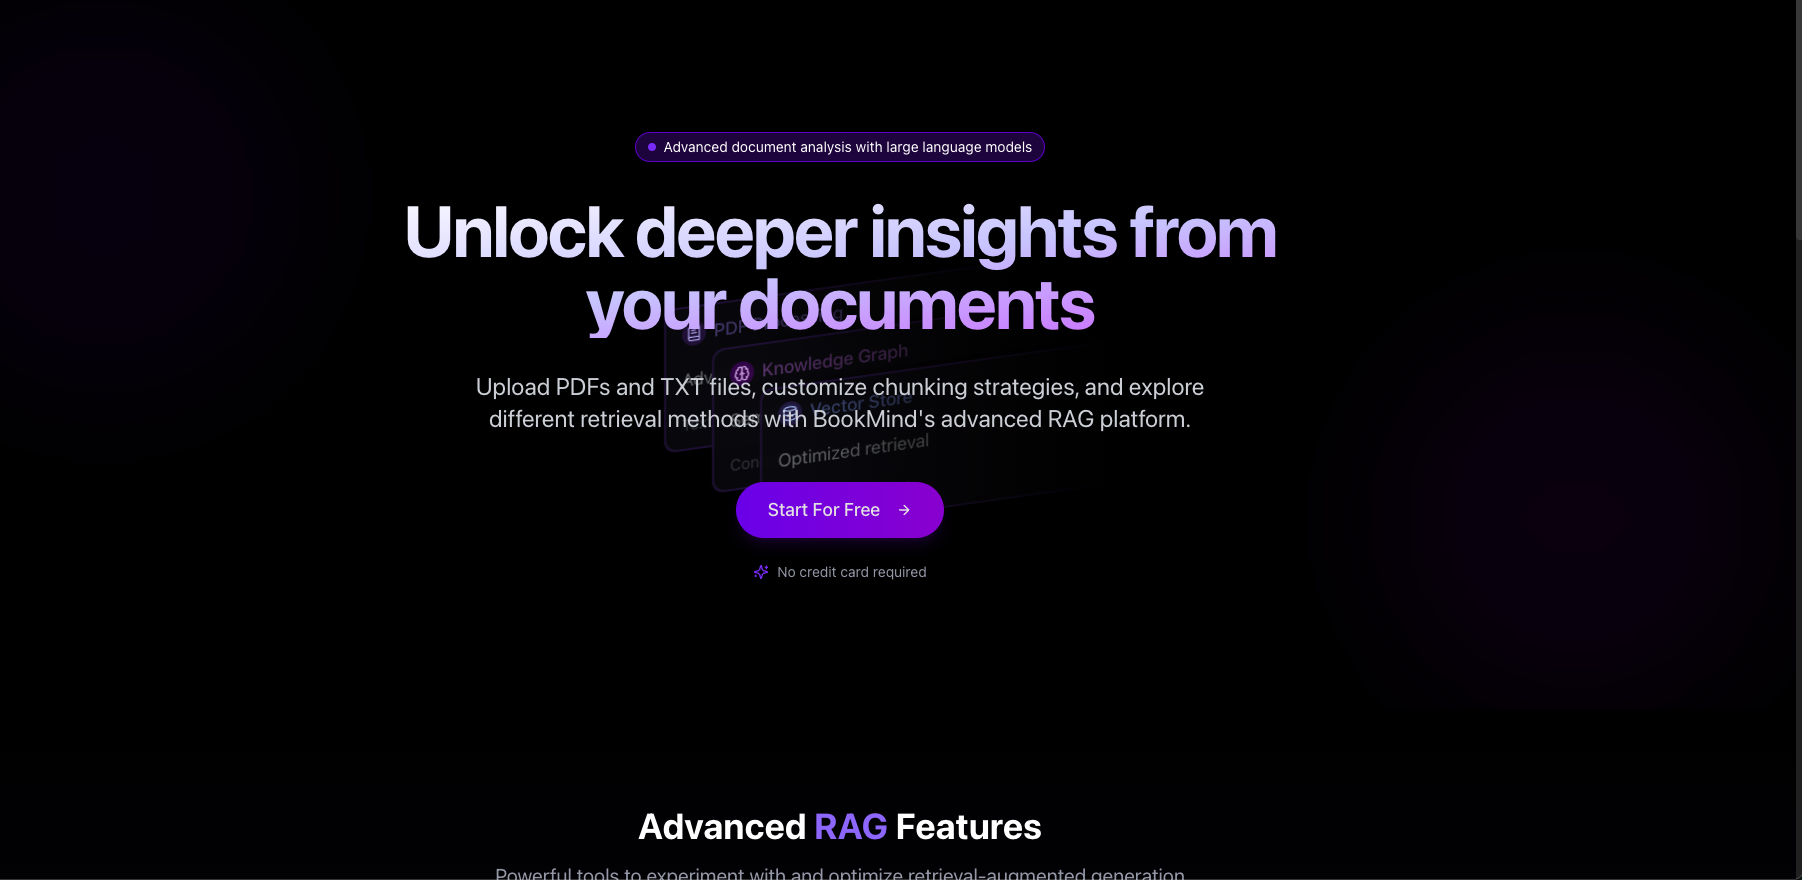 Advanced document analysis with large language models
Unlock deeper insights from
your documents
PDF
Knowledge Graph
Upload PDFs and TXT files, customize chunking strategies, and explore
Vector Store
different retrieval methods with BookMind's advanced RAG platform.
Optimized retrieval
Start For Free
No credit card required
Advanced RAG Features
Powerful tools to experiment with and optimize retrieval-augmented generation